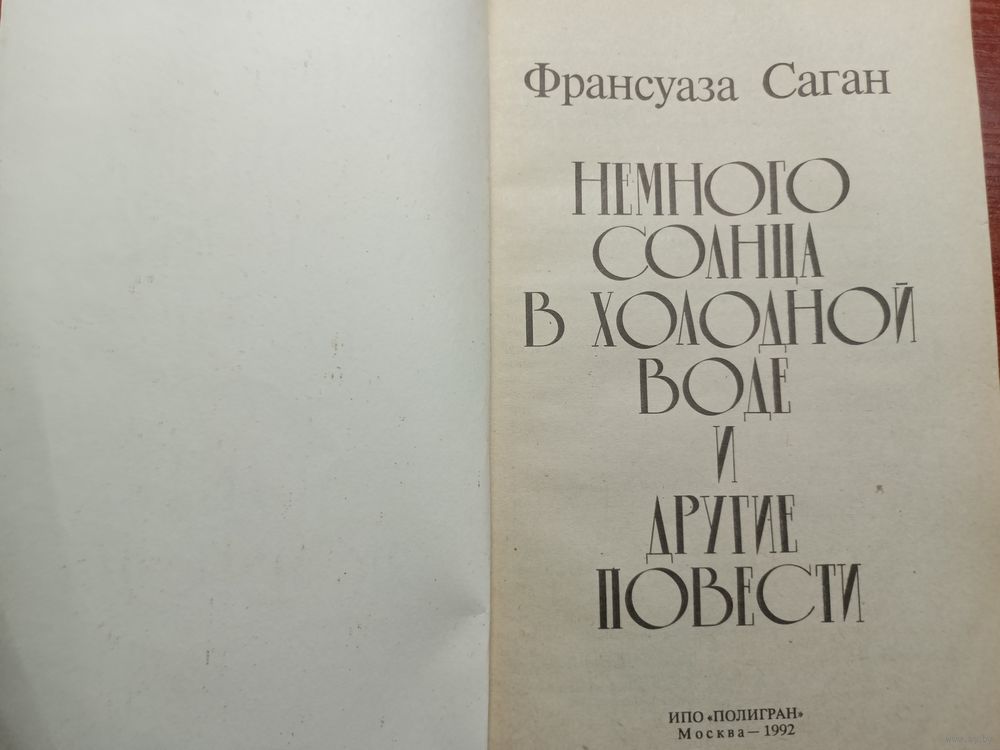 Франсуаза Саган
НЕМНОГО
СОЛНЦА
В ХОЛОДНОЙ
ВОДЕ
И
ДРУГИЕ
ПОВЕСТИ
ИПО «ПОЛИГРАН»
Москва — 1992